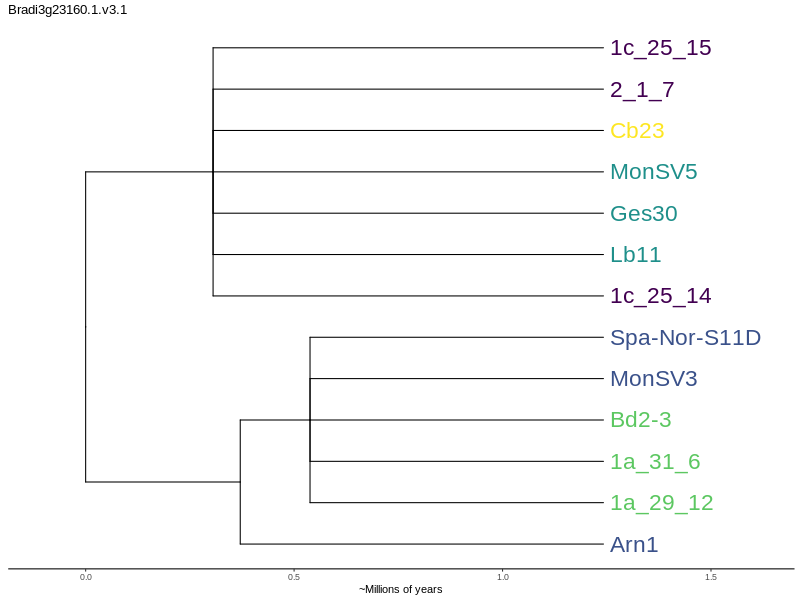 Bradi3g23160.1.v3.1
1c_25_15
2_1_7
Cb23
MonSV5
Ges30
Lb11
1c_25_14
Spa-Nor-S11D
MonSV3
Bd2-3
1a_31_6
1a_29_12
Arn1
0.0 0.5 1.0 1.5
~Millions of years